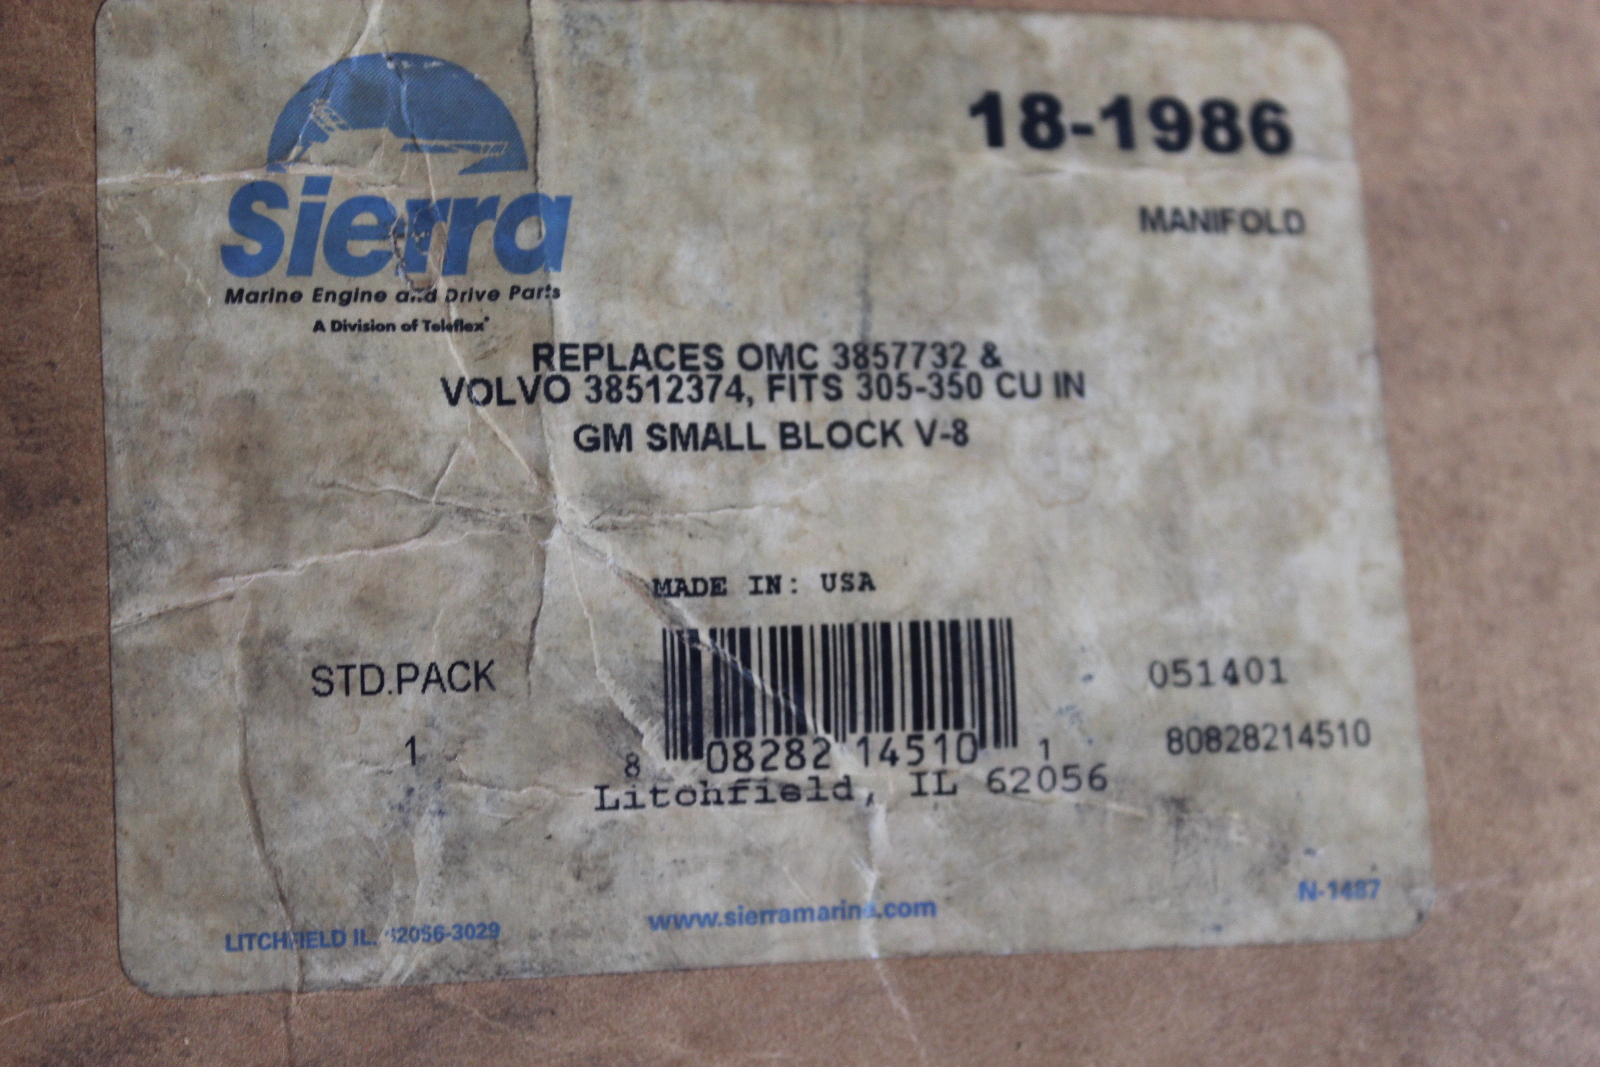 18-1986
Sierra
MANIFOLD
Marine Engine and Drive Parts
A Division of Teleflex
REPLACES OMC 3857732 &
VOLVO 38512374, FITS 305-350 CU IN
GM SMALL BLOCK V-8
MADE IN: USA
STD.PACK
051401
1
8 08282 14510 1
80828214510
Litchfield, IL 62056
N-1487
www.sierramarine.com
LITCHFIELD IL. 62056-3029